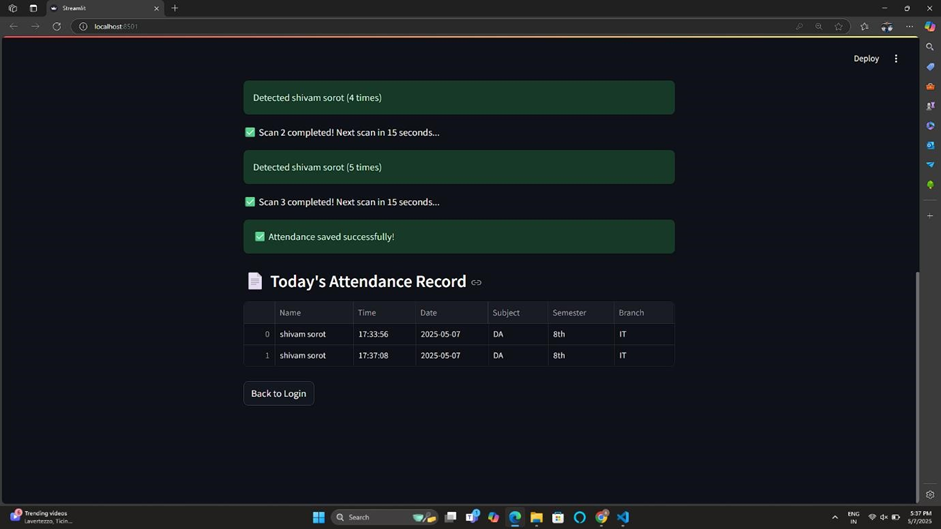 Streamlit
localhost:8501
Deploy
Detected shivam sorot (4 times)
✅ Scan 2 completed! Next scan in 15 seconds...
Detected shivam sorot (5 times)
✅ Scan 3 completed! Next scan in 15 seconds...
✅ Attendance saved successfully!
Today's Attendance Record
Name Time Date Subject Semester Branch
0 shivam sorot 17:33:56 2025-05-07 DA 8th IT
1 shivam sorot 17:37:08 2025-05-07 DA 8th IT
Back to Login
Trending videos
Lavertezzo, Ticin...
Search
ENG
IN
5:37 PM
5/7/2025